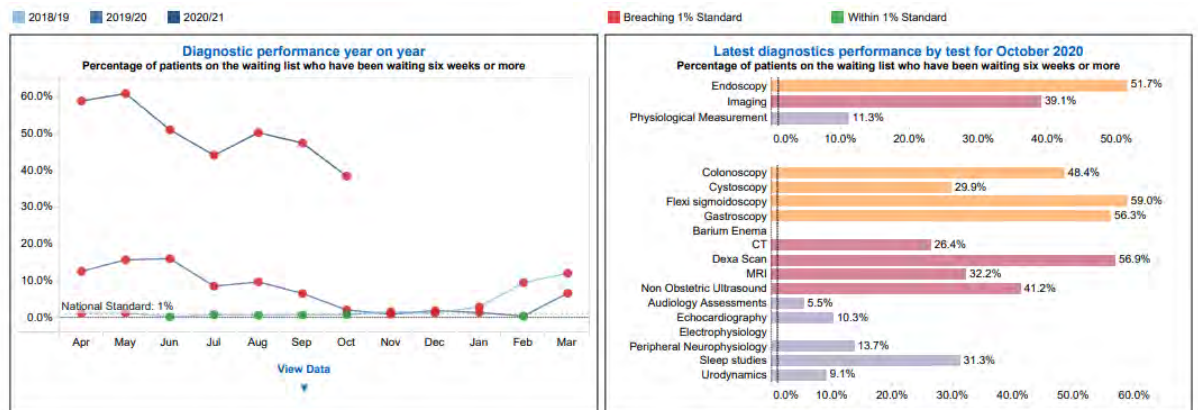 2018/19 2019/20 2020/21
Breaching 1% Standard Within 1% Standard
Diagnostic performance year on year
Percentage of patients on the waiting list who have been waiting six weeks or more
60.0%
50.0%
40.0%
30.0%
20.0%
10.0%
National Standard: 1%
0.0%
Apr May Jun Jul Aug Sep Oct Nov Dec Jan Feb Mar
View Data
Latest diagnostics performance by test for October 2020
Percentage of patients on the waiting list who have been waiting six weeks or more
Endoscopy 51.7%
Imaging 39.1%
Physiological Measurement 11.3%
0.0% 10.0% 20.0% 30.0% 40.0% 50.0%
Colonoscopy 48.4%
Cystoscopy 29.9%
Flexi sigmoidoscopy 59.0%
Gastroscopy 56.3%
Barium Enema
CT 26.4%
Dexa Scan 56.9%
MRI 32.2%
Non Obstetric Ultrasound 41.2%
Audiology Assessments 5.5%
Echocardiography 10.3%
Electrophysiology
Peripheral Neurophysiology 13.7%
Sleep studies 31.3%
Urodynamics 9.1%
0.0% 10.0% 20.0% 30.0% 40.0% 50.0% 60.0%